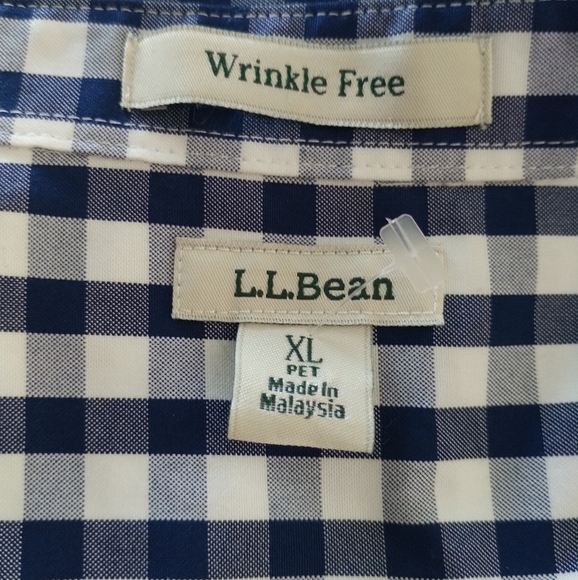 Wrinkle Free
L.L.Bean
XL
PET
Made In
Malaysia